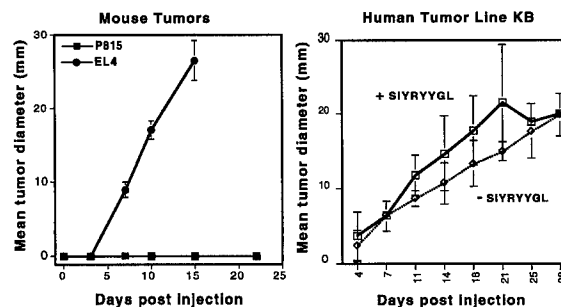 Mouse Tumors
P815
EL4
Mean tumor diameter (mm)
30
20
10
0
0 5 10 15 20 25
Days post injection
Human Tumor Line KB
Mean tumor diameter (mm)
30
20
10
0
+ SIYRYYGL
- SIYRYYGL
4 7 11 14 18 21 25
Days post injection